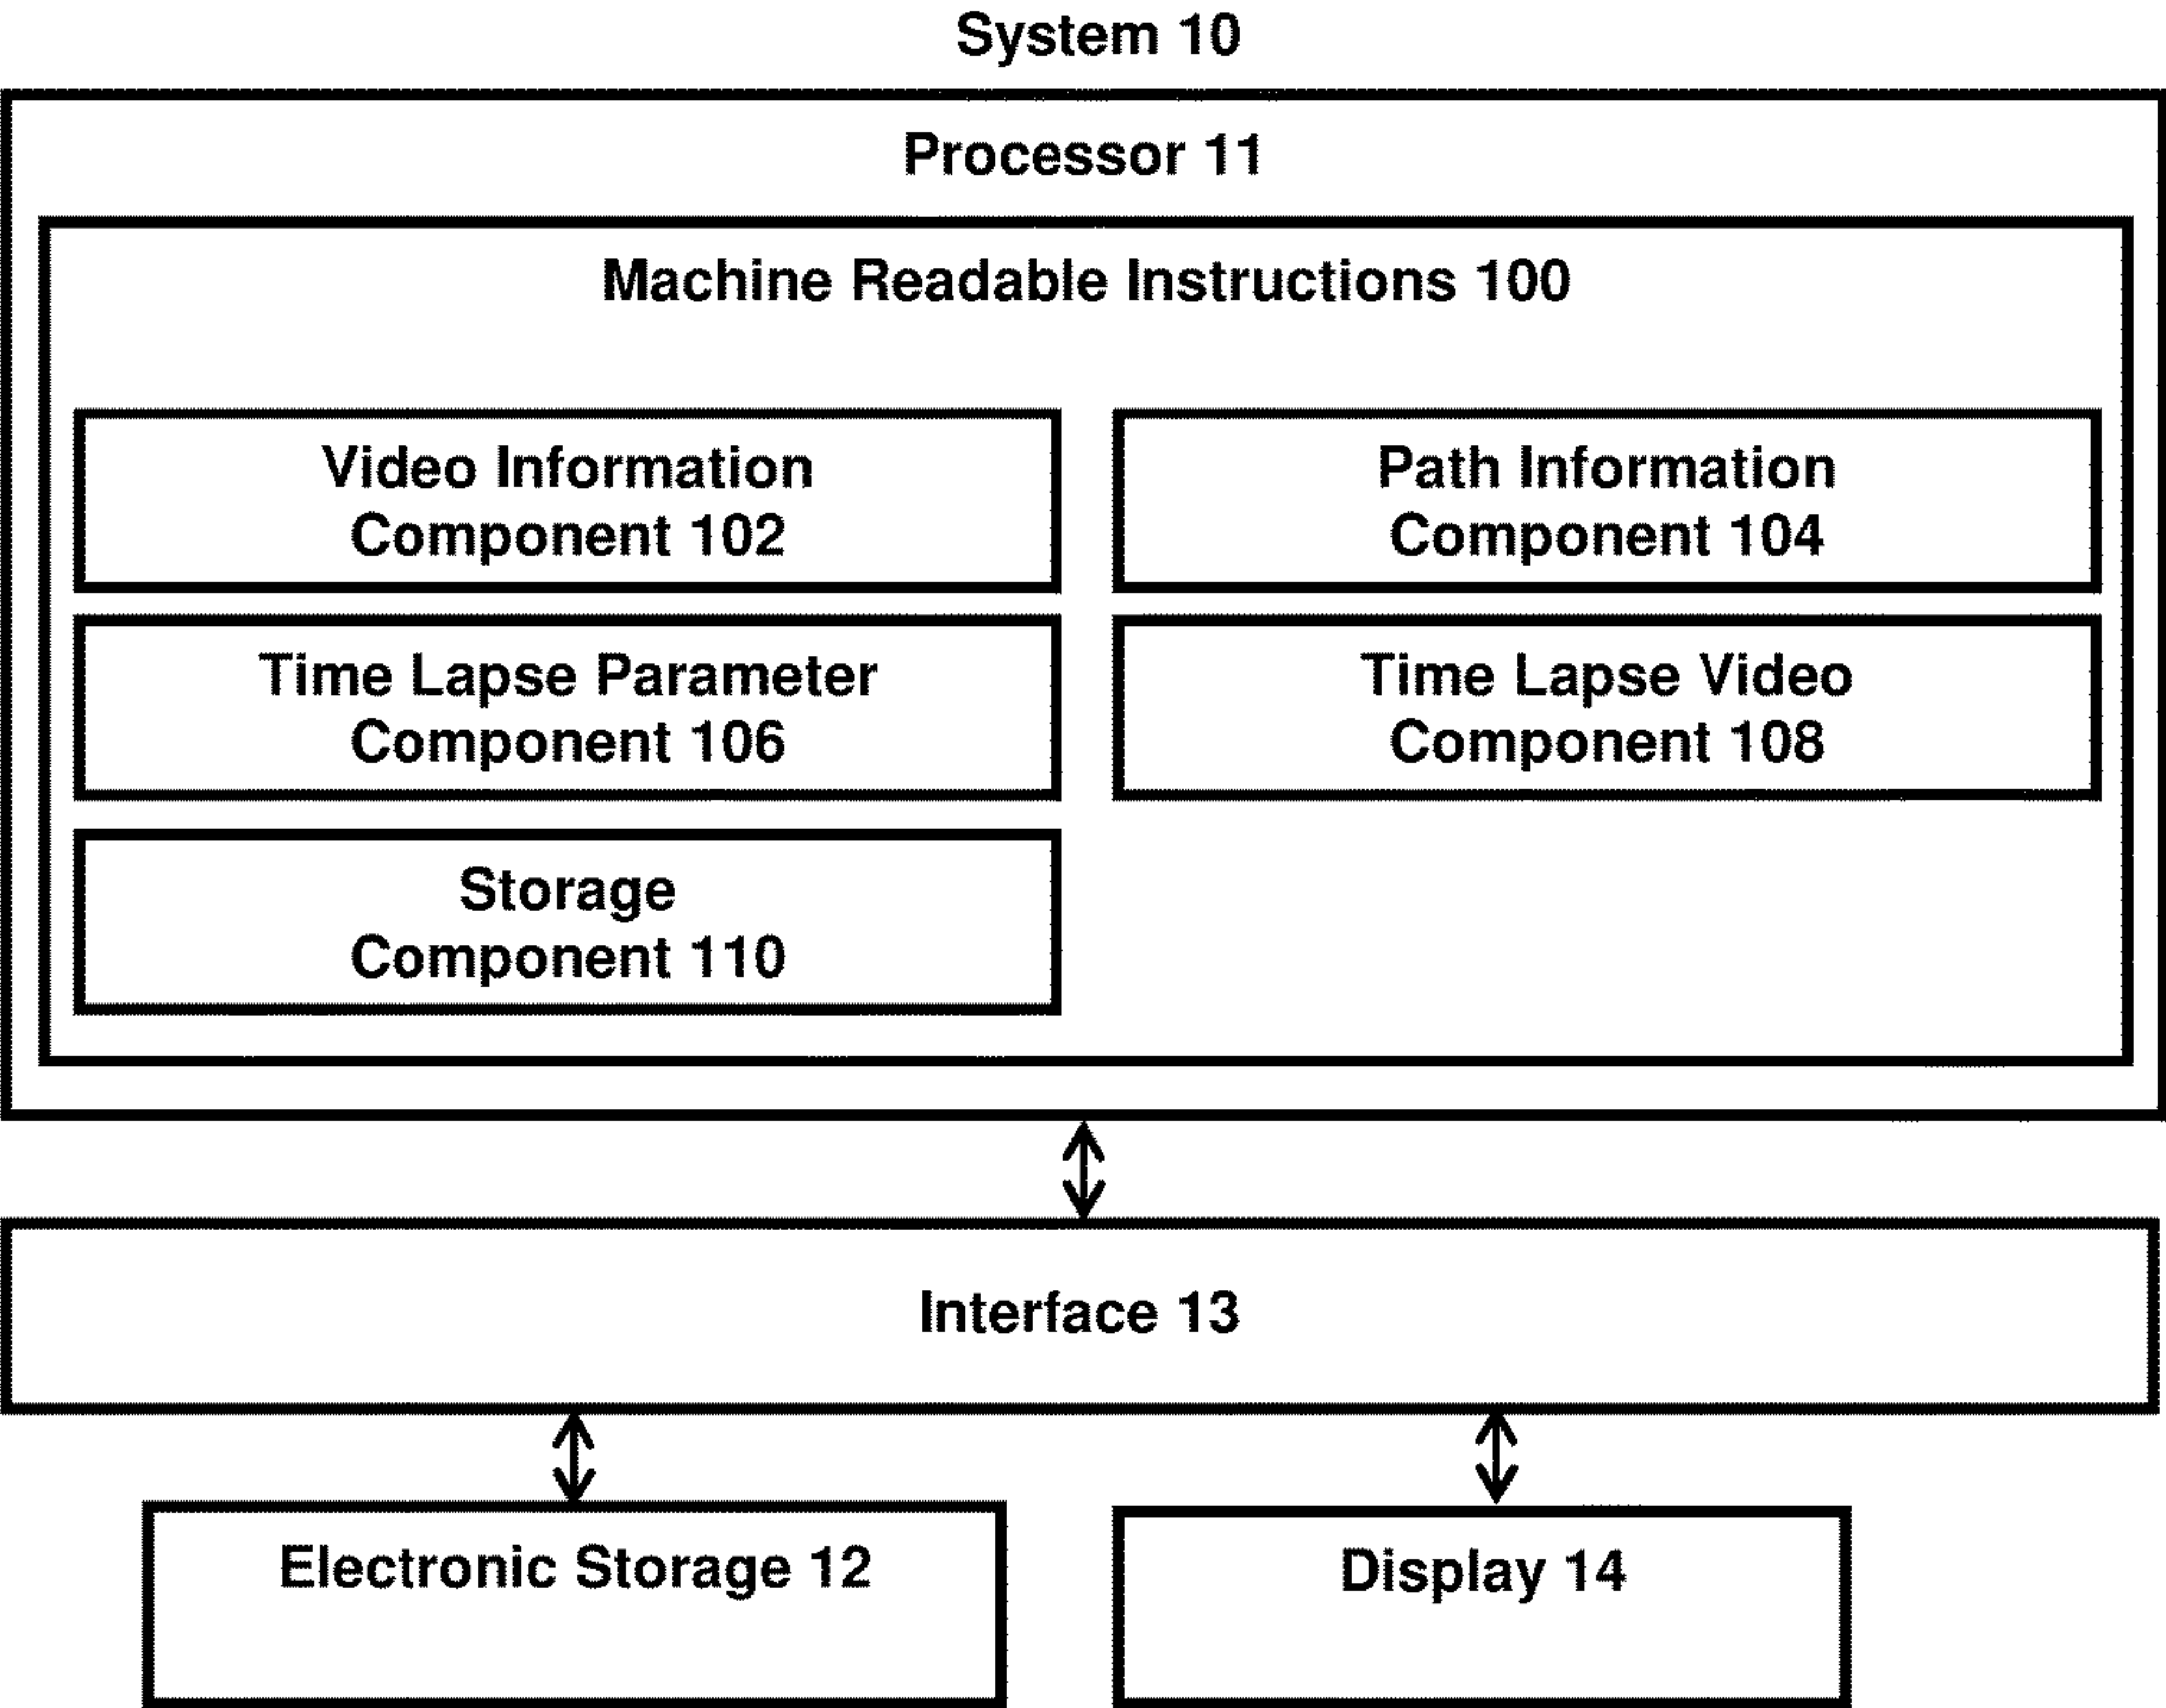 System 10
Processor 11
Machine Readable Instructions 100
Video Information
Component 102
Path Information
Component 104
Time Lapse Parameter
Component 106
Time Lapse Video
Component 108
Storage
Component 110
Interface 13
Electronic Storage 12
Display 14